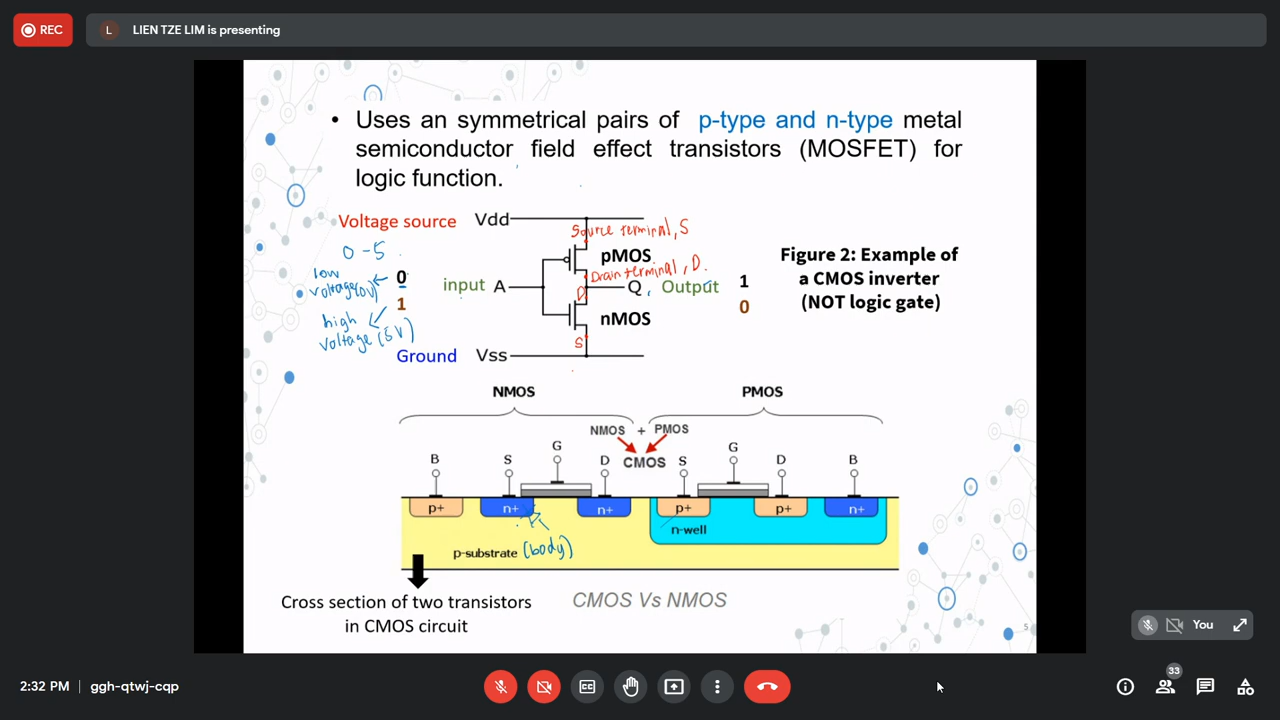 REC
L
LIEN TZE LIM is presenting
• Uses an symmetrical pairs of p-type and n-type metal
semiconductor field effect transistors (MOSFET) for
logic function.
Voltage source
Vdd
Source terminal, S
0 - 5
low
voltage(0V)
0
1
high
voltage (5V)
input A
pMOS
Drain terminal, D.
D
Q, Output
1
0
nMOS
S
Ground
Vss
Figure 2: Example of
a CMOS inverter
(NOT logic gate)
NMOS
PMOS
NMOS + PMOS
CMOS
B S G D S G D B
p+ n+ n+ p+ p+ n+
n-well
p-substrate (body)
Cross section of two transistors
in CMOS circuit
CMOS Vs NMOS
5
You
2:32 PM
ggh-qtwj-cqp
CC
33